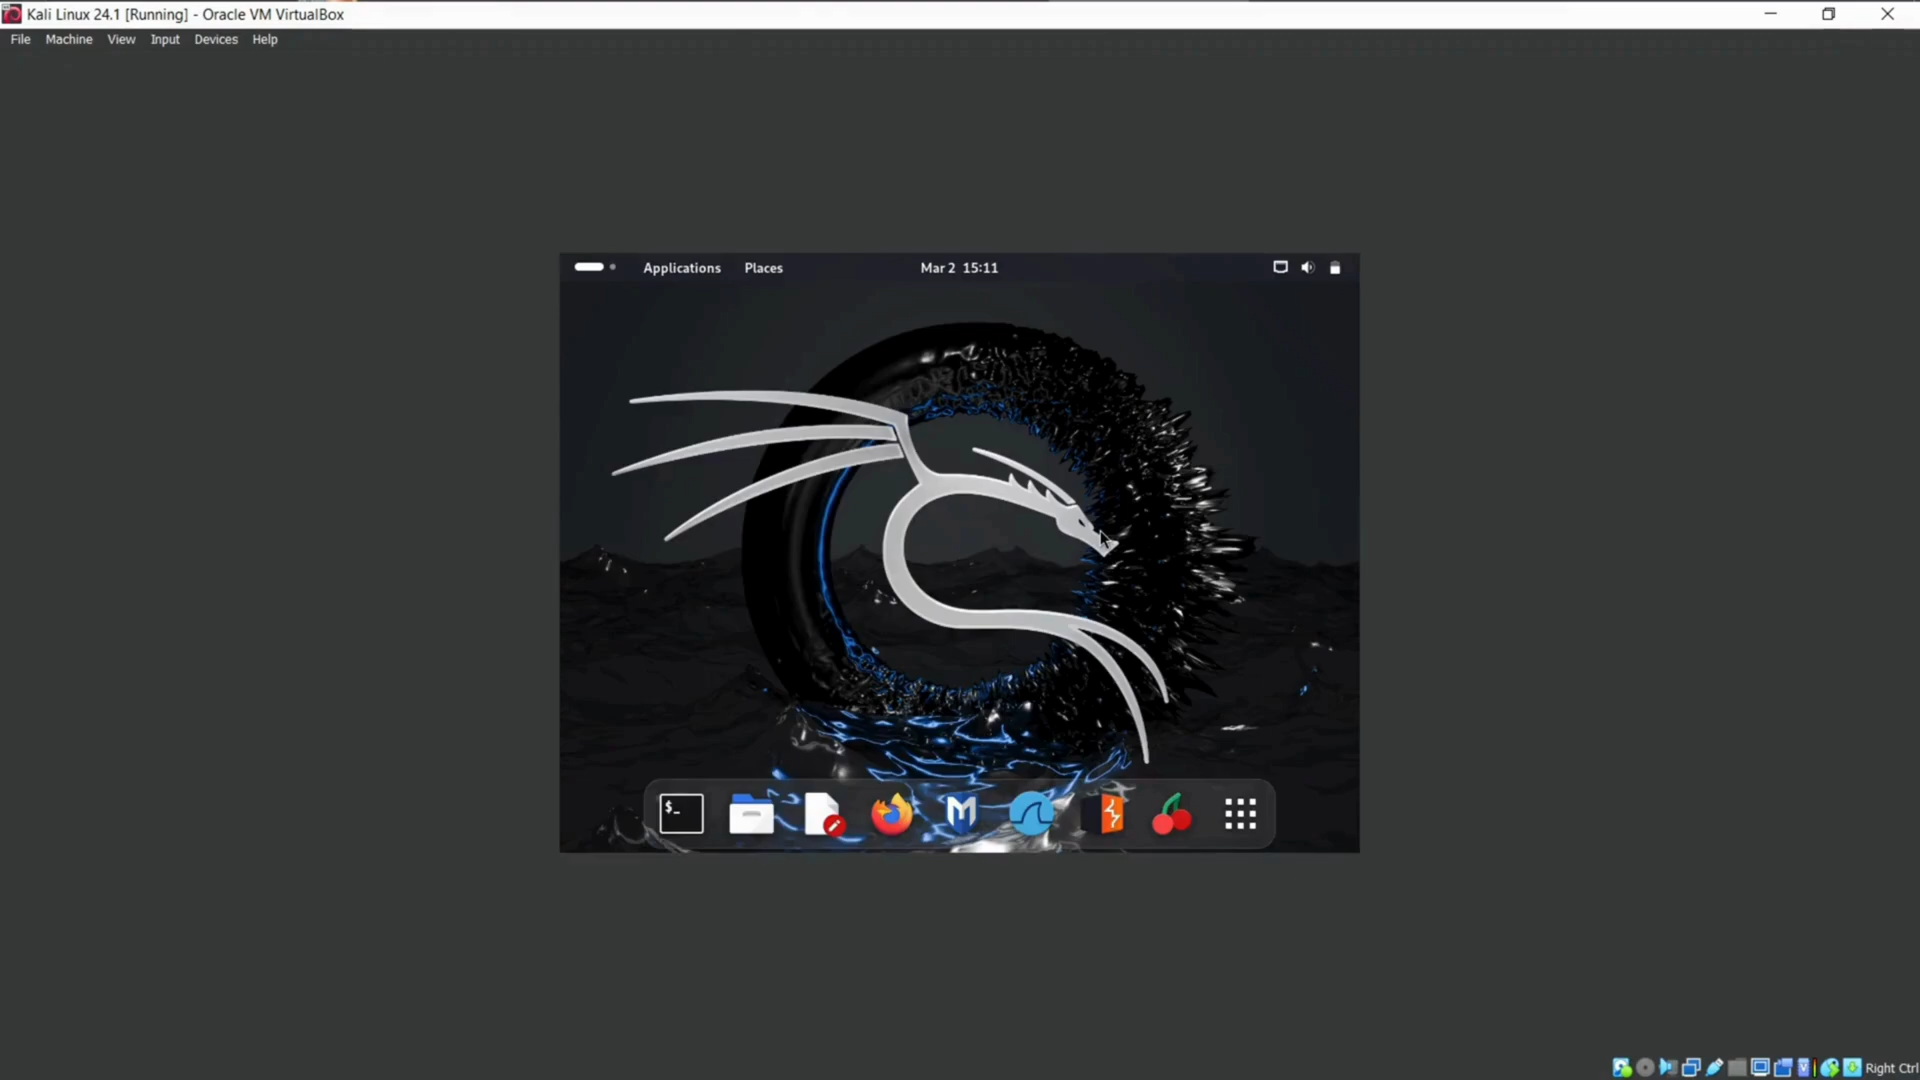 Kali Linux 24.1 [Running] - Oracle VM VirtualBox
File Machine View Input Devices Help
Applications Places Mar 2 15:11
$_
Right Ctrl